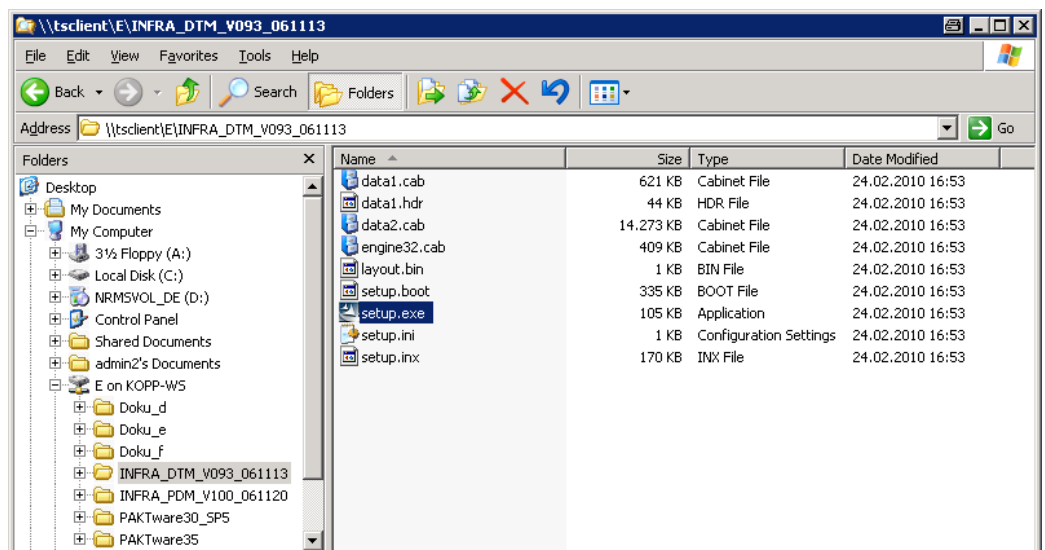 \\tsclient\E\INFRA_DTM_V093_061113
File Edit View Favorites Tools Help
Back Search Folders
Address \\tsclient\E\INFRA_DTM_V093_061113 Go
Folders x Name Size Type Date Modified
Desktop
My Documents
My Computer
3½ Floppy (A:)
Local Disk (C:)
NRMSVOL_DE (D:)
Control Panel
Shared Documents
admin2's Documents
E on KOPP-WS
Doku_d
Doku_e
Doku_f
INFRA_DTM_V093_061113
INFRA_PDM_V100_061120
PAKTware30_SP5
PAKTware35
data1.cab 621 KB Cabinet File 24.02.2010 16:53
data1.hdr 44 KB HDR File 24.02.2010 16:53
data2.cab 14.273 KB Cabinet File 24.02.2010 16:53
engine32.cab 409 KB Cabinet File 24.02.2010 16:53
layout.bin 1 KB BIN File 24.02.2010 16:53
setup.boot 335 KB BOOT File 24.02.2010 16:53
setup.exe 105 KB Application 24.02.2010 16:53
setup.ini 1 KB Configuration Settings 24.02.2010 16:53
setup.inx 170 KB INX File 24.02.2010 16:53